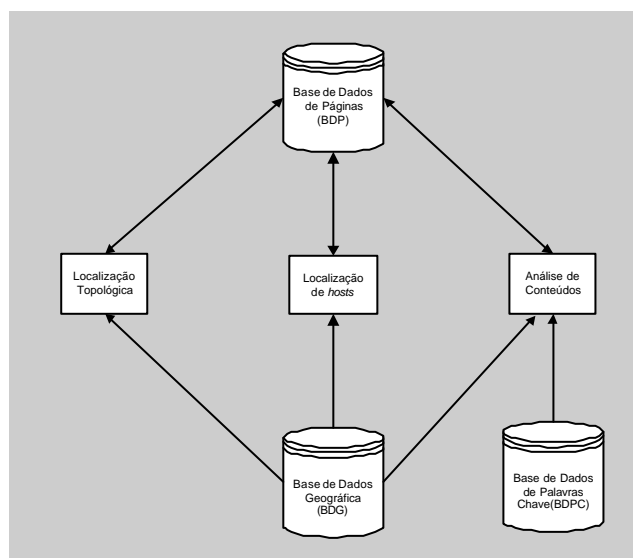 Base de Dados
de Páginas
(BDP)
Localização
Topológica
Localização
de hosts
Análise de
Conteúdos
Base de Dados
Geográfica
(BDG)
Base de Dados
de Palavras
Chave(BDPC)